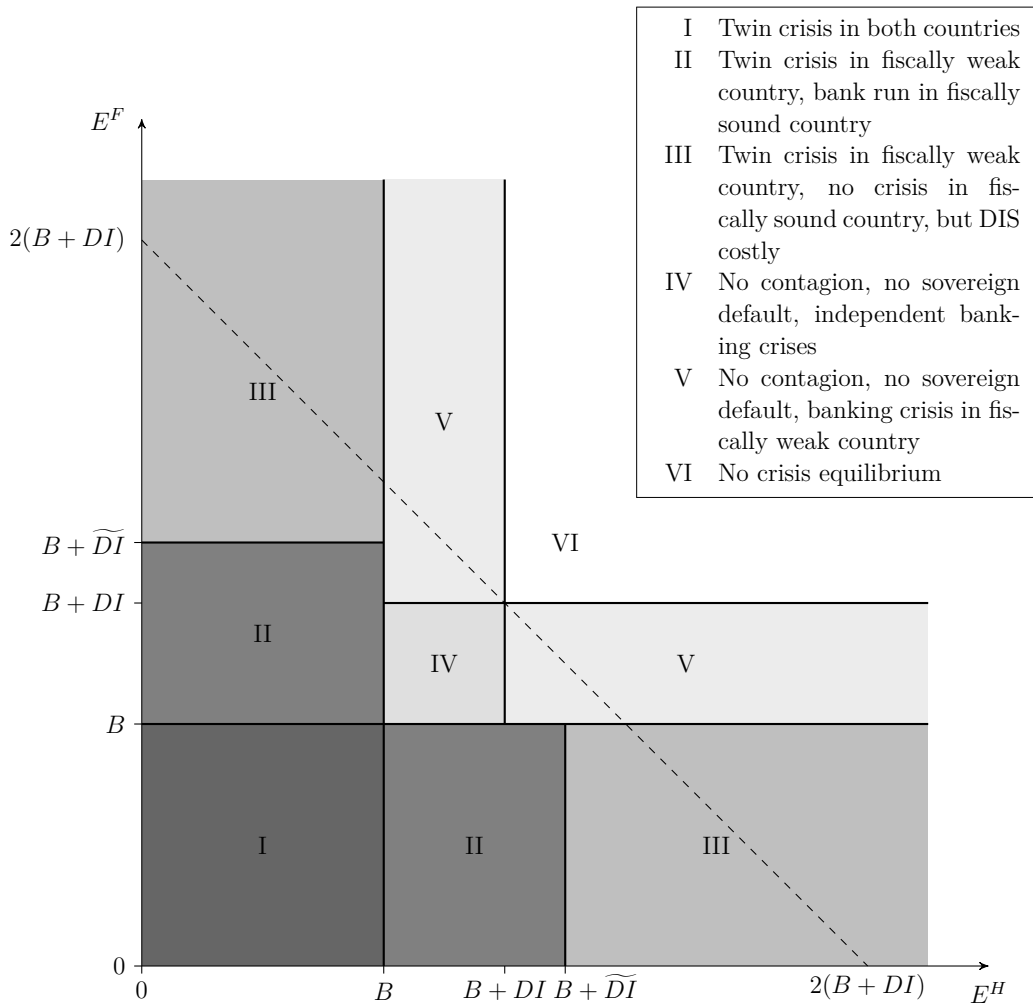 I Twin crisis in both countries
II Twin crisis in fiscally weak
country, bank run in fiscally
sound country
III Twin crisis in fiscally weak
country, no crisis in fis-
cally sound country, but DIS
costly
IV No contagion, no sovereign
default, independent bank-
ing crises
V No contagion, no sovereign
default, banking crisis in fis-
cally weak country
VI No crisis equilibrium
E^F
2(B + DI)
III
V
B + \widetilde{DI}
VI
B + DI
II
IV
V
B
I
II
III
0
0
B
B + DI
B + \widetilde{DI}
2(B + DI)
E^H